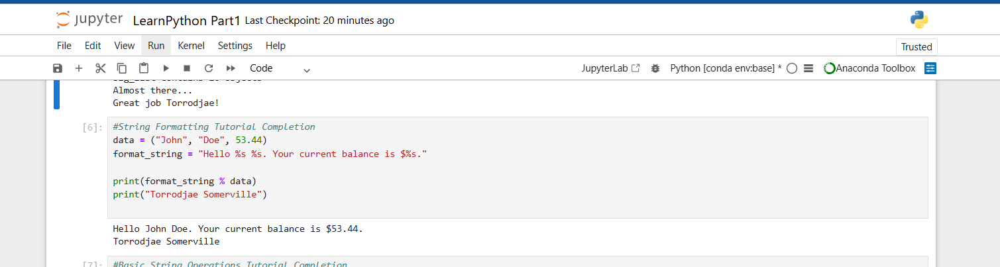 jupyter LearnPython Part1 Last Checkpoint: 20 minutes ago
File Edit View Run Kernel Settings Help
Trusted
Code JupyterLab Python [conda env:base] * Anaconda Toolbox
Almost there...
Great job Torrodjae!
[6]: #String Formatting Tutorial Completion
data = ("John", "Doe", 53.44)
format_string = "Hello %s %s. Your current balance is $%s."
print(format_string % data)
print("Torrodjae Somerville")
Hello John Doe. Your current balance is $53.44.
Torrodjae Somerville
[7]: #Basic String Operations Tutorial Completion